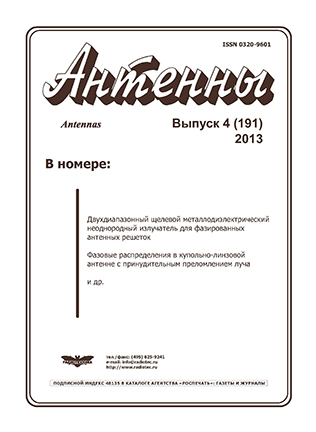 ISSN 0320-9601
Антенны
Antennas
Выпуск 4 (191)
2013
В номере:
Двухдиапазонный щелевой металлодиэлектрический
неоднородный излучатель для фазированных
антенных решеток
Фазовые распределения в купольно-линзовой
антенне с принудительным преломлением луча
и др.
тел./факс: (495) 625-9241
e-mail: info@radiotec.ru
http://www.radiotec.ru
ПОДПИСНОЙ ИНДЕКС 48135 В КАТАЛОГЕ АГЕНТСТВА «РОСПЕЧАТЬ»: ГАЗЕТЫ И ЖУРНАЛЫ